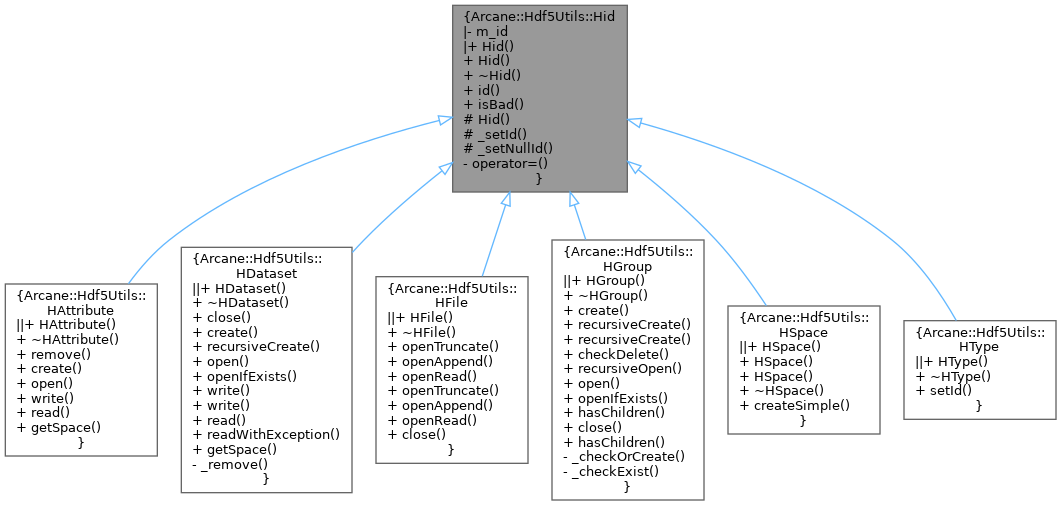 {Arcane::Hdf5Utils::Hid
|- m_id
|+ Hid()
+ Hid()
+ ~Hid()
+ id()
+ isBad()
# Hid()
# _setId()
# _setNullId()
- operator=()
}
{Arcane::Hdf5Utils::
HAttribute
||+ HAttribute()
+ ~HAttribute()
+ remove()
+ create()
+ open()
+ write()
+ read()
+ getSpace()
}
{Arcane::Hdf5Utils::
HDataset
||+ HDataset()
+ ~HDataset()
+ close()
+ create()
+ recursiveCreate()
+ open()
+ openIfExists()
+ write()
+ write()
+ read()
+ readWithException()
+ getSpace()
- _remove()
}
{Arcane::Hdf5Utils::
HFile
||+ HFile()
+ ~HFile()
+ openTruncate()
+ openAppend()
+ openRead()
+ openTruncate()
+ openAppend()
+ openRead()
+ close()
}
{Arcane::Hdf5Utils::
HGroup
||+ HGroup()
+ ~HGroup()
+ create()
+ recursiveCreate()
+ recursiveCreate()
+ checkDelete()
+ recursiveOpen()
+ open()
+ openIfExists()
+ hasChildren()
+ close()
+ hasChildren()
- _checkOrCreate()
- _checkExist()
}
{Arcane::Hdf5Utils::
HSpace
||+ HSpace()
+ HSpace()
+ HSpace()
+ ~HSpace()
+ createSimple()
}
{Arcane::Hdf5Utils::
HType
||+ HType()
+ ~HType()
+ setId()
}